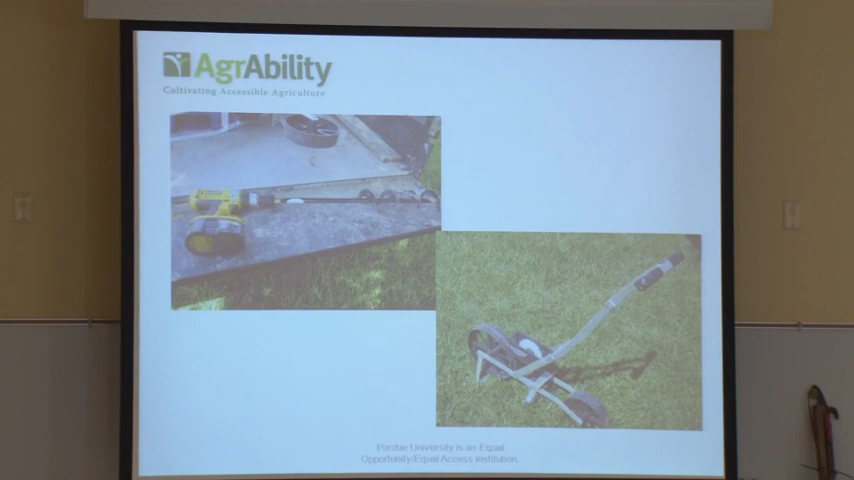 AgrAbility
Cultivating Accessible Agriculture
Purdue University is an Equal
Opportunity/Equal Access institution.